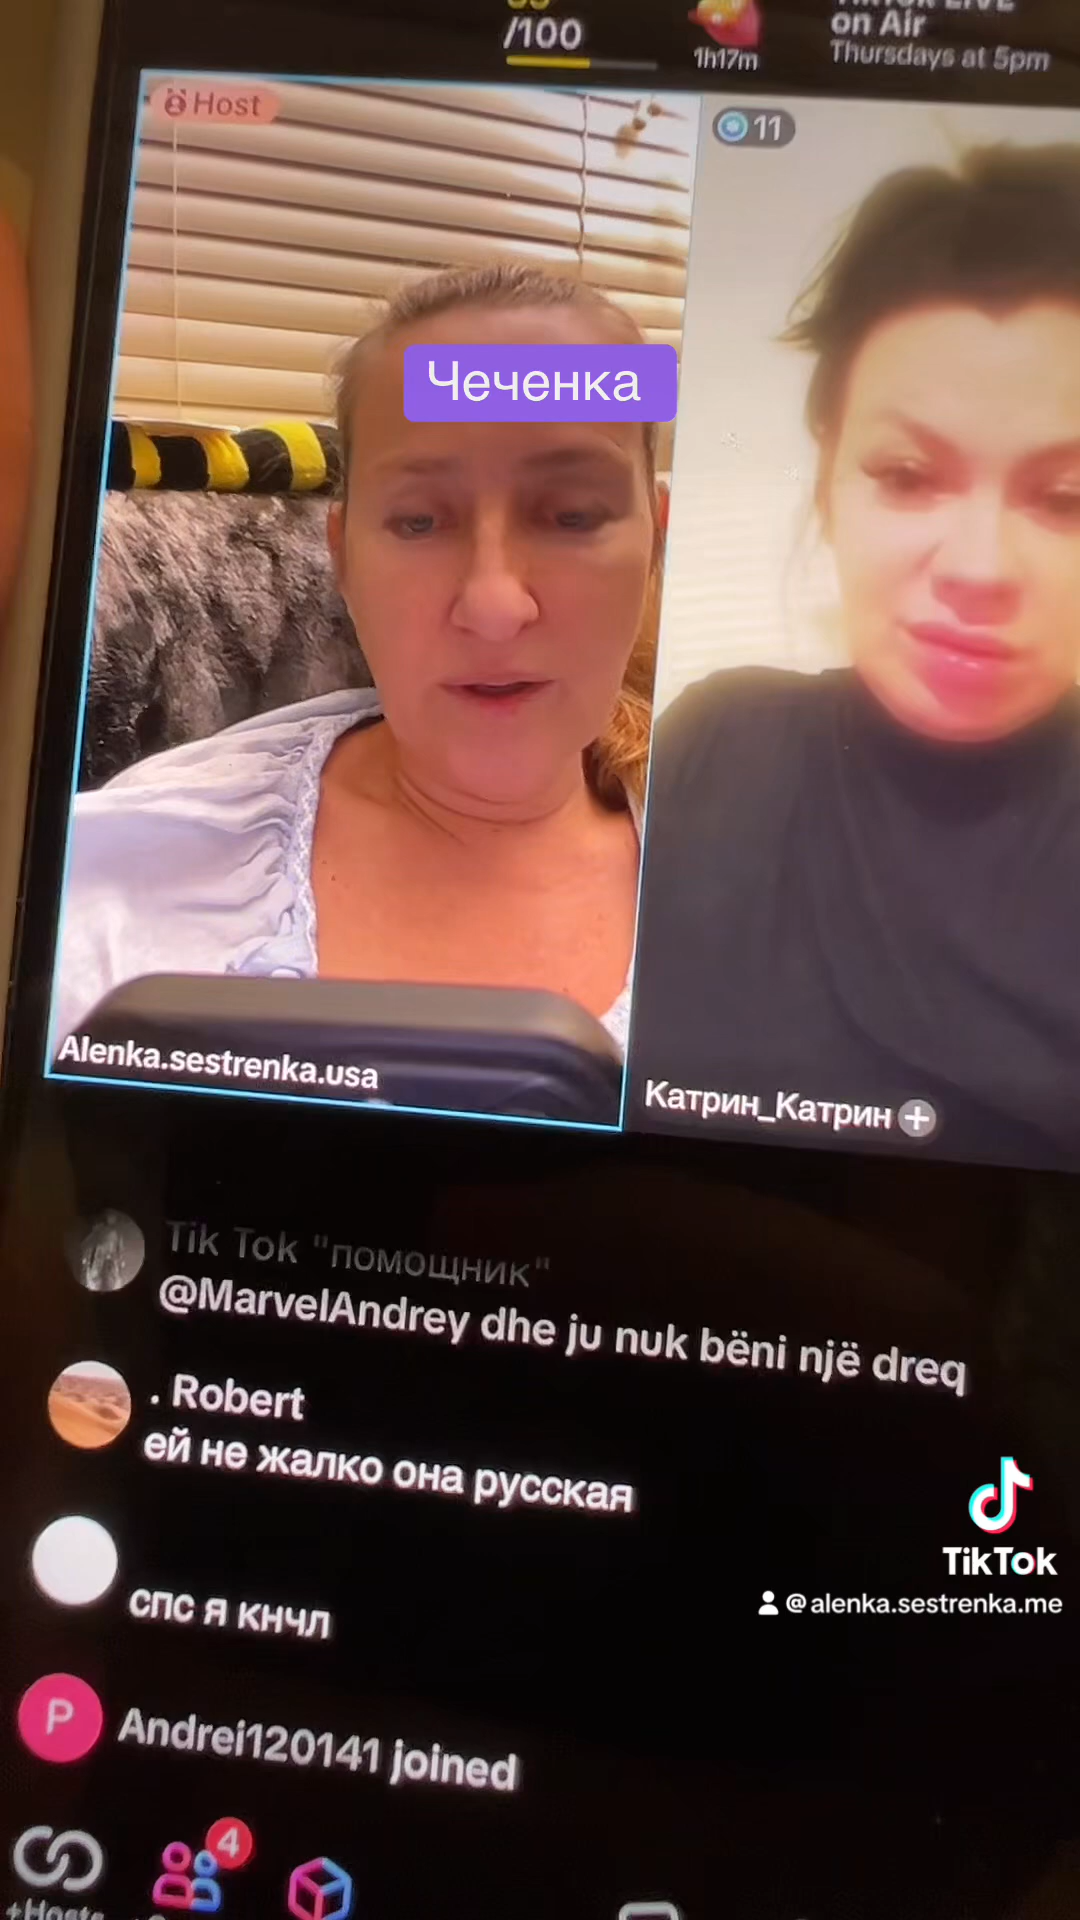 /100
1h17m
on Air
Thursdays at 5pm
Host
11
Чеченка
Alenka.sestrenka.usa
Катрин_Катрин
Tik Tok "помощник"
@MarvelAndrey dhe ju nuk bëni një dreq
. Robert
ей не жалко она русская
спс я кнчл
P
Andrei120141 joined
TikTok
@alenka.sestrenka.me
4